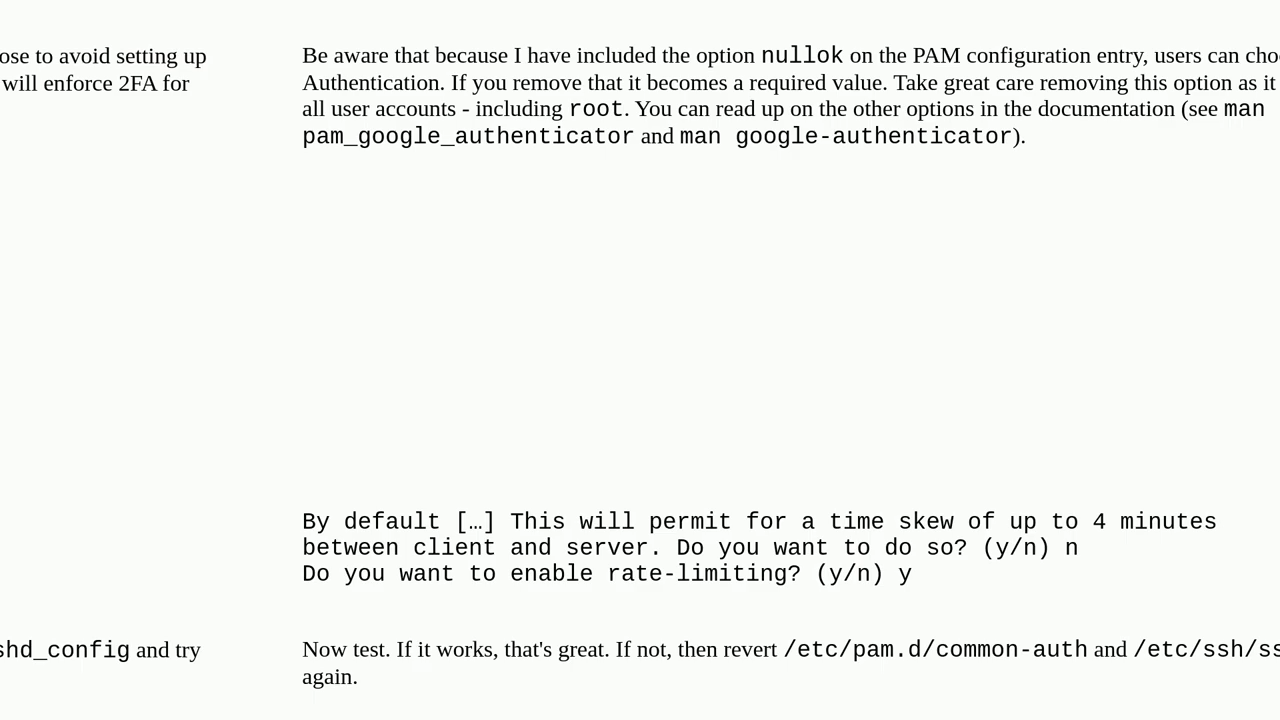 ose to avoid setting up
will enforce 2FA for
Be aware that because I have included the option nullok on the PAM configuration entry, users can cho
Authentication. If you remove that it becomes a required value. Take great care removing this option as it
all user accounts - including root. You can read up on the other options in the documentation (see man
pam_google_authenticator and man google-authenticator).
By default […] This will permit for a time skew of up to 4 minutes
between client and server. Do you want to do so? (y/n) n
Do you want to enable rate-limiting? (y/n) y
shd_config and try
Now test. If it works, that's great. If not, then revert /etc/pam.d/common-auth and /etc/ssh/ss
again.